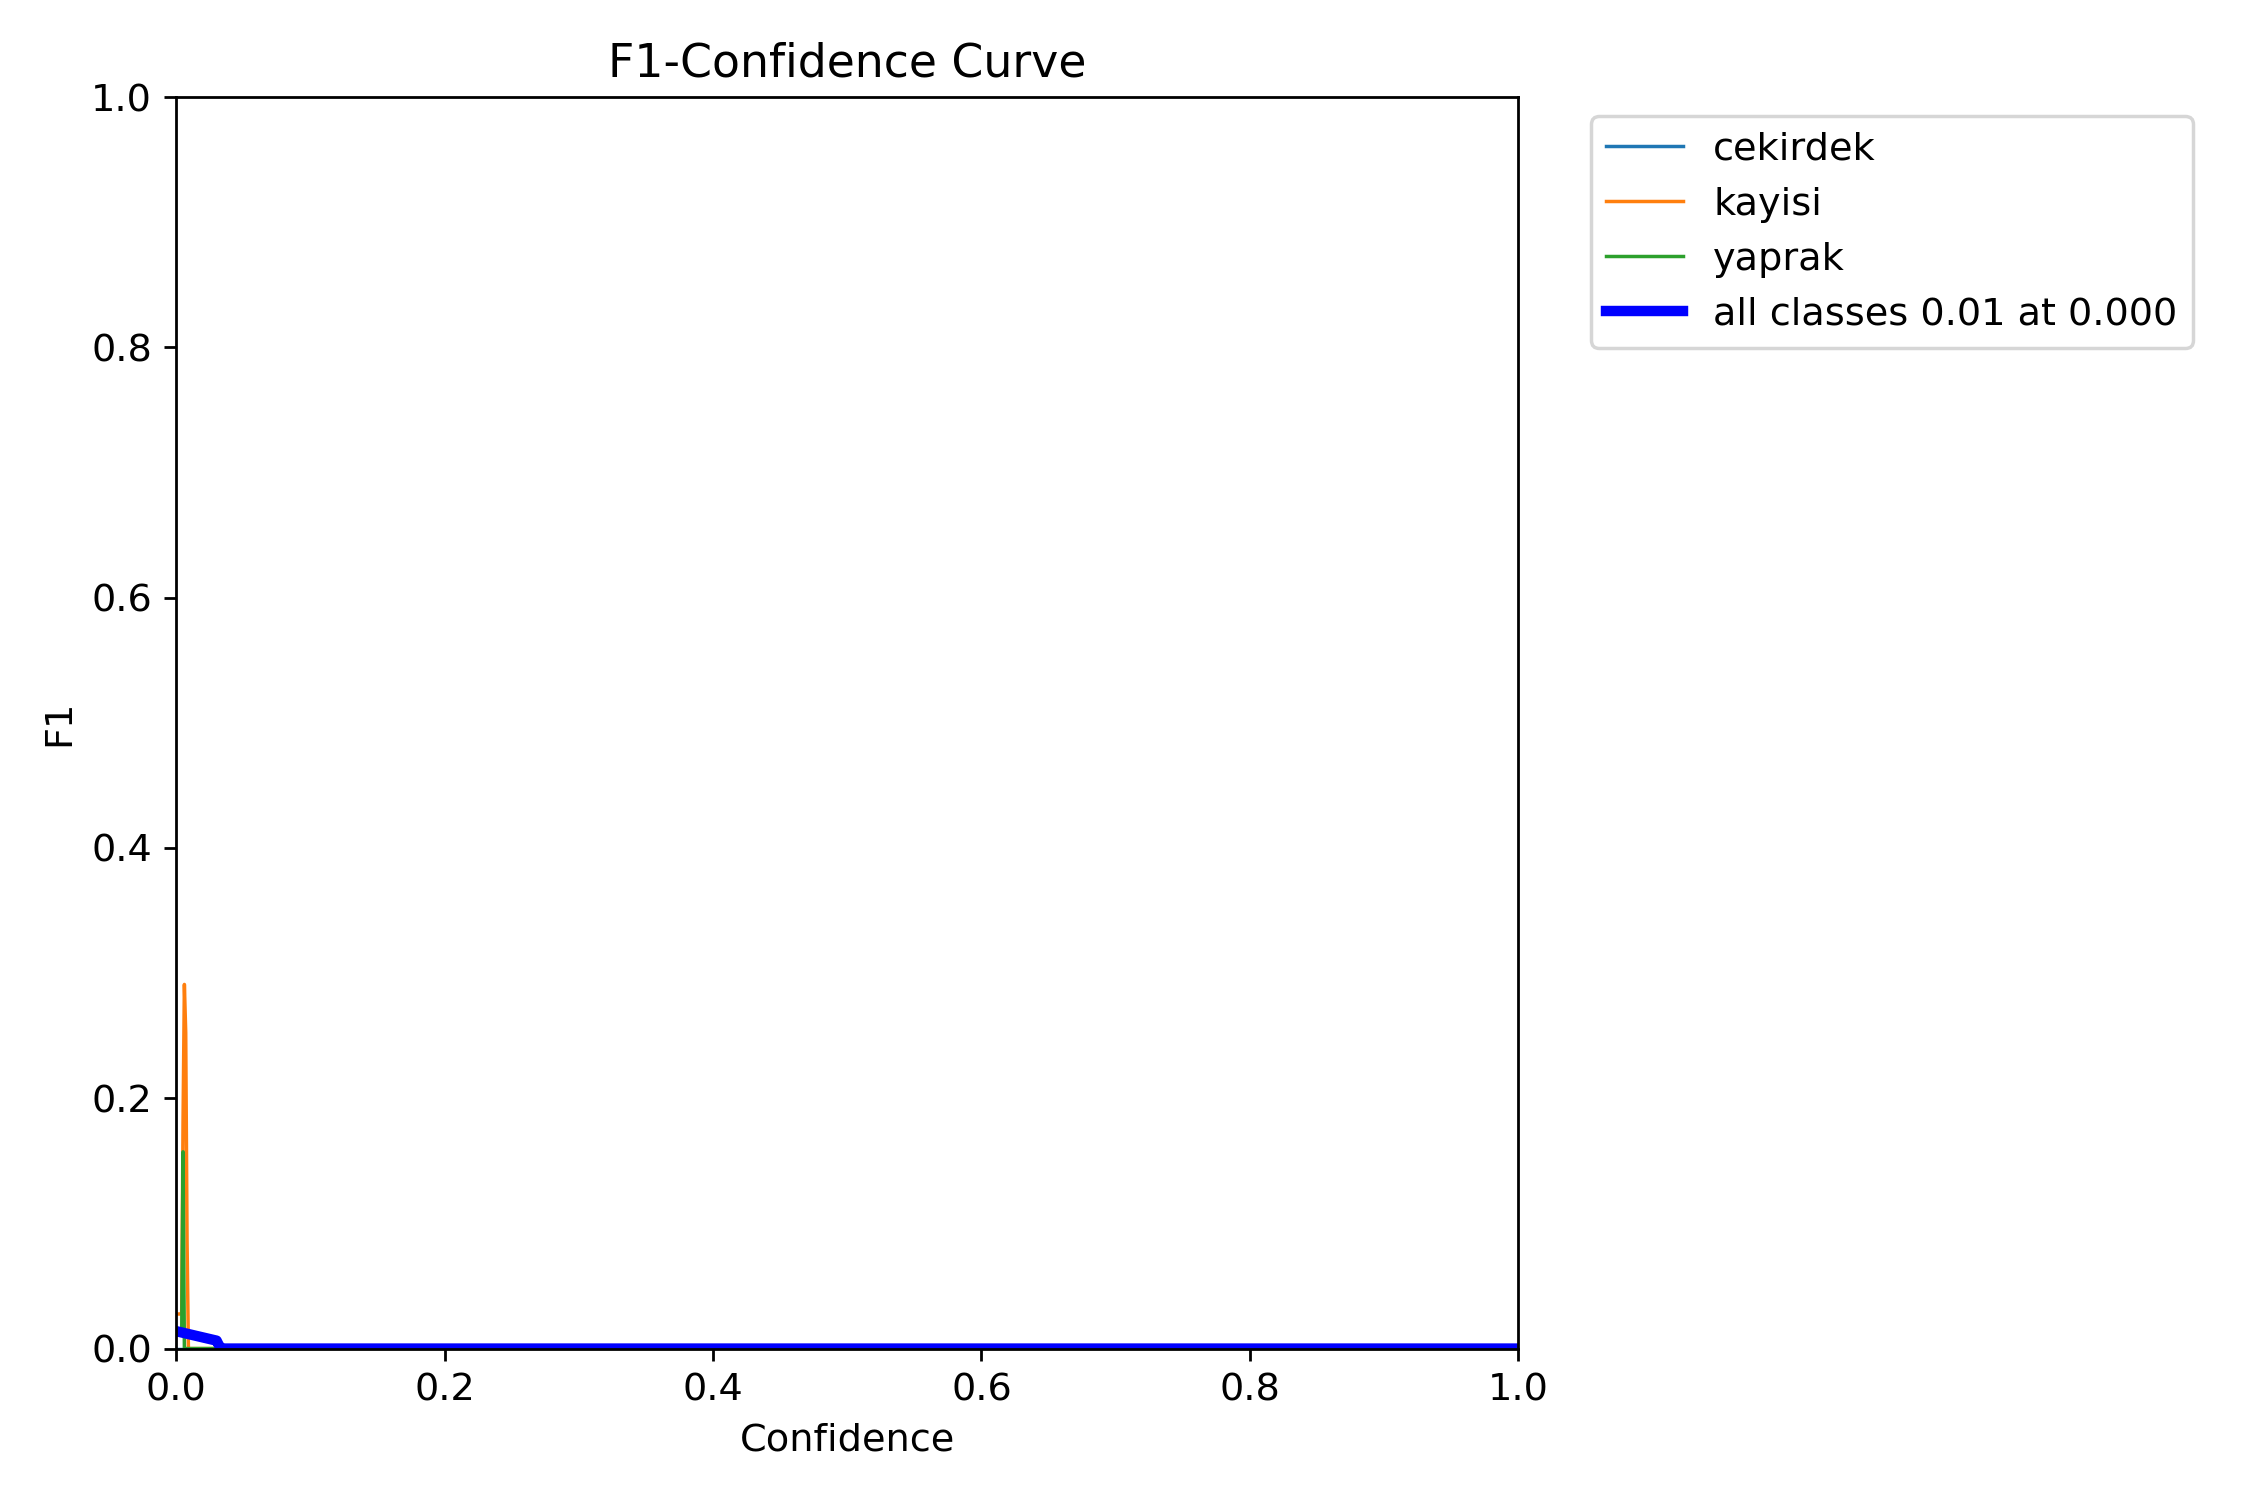 F1-Confidence Curve
1.0
0.8
0.6
0.4
0.2
0.0
F1
0.0 0.2 0.4 0.6 0.8 1.0
Confidence
cekirdek
kayisi
yaprak
all classes 0.01 at 0.000